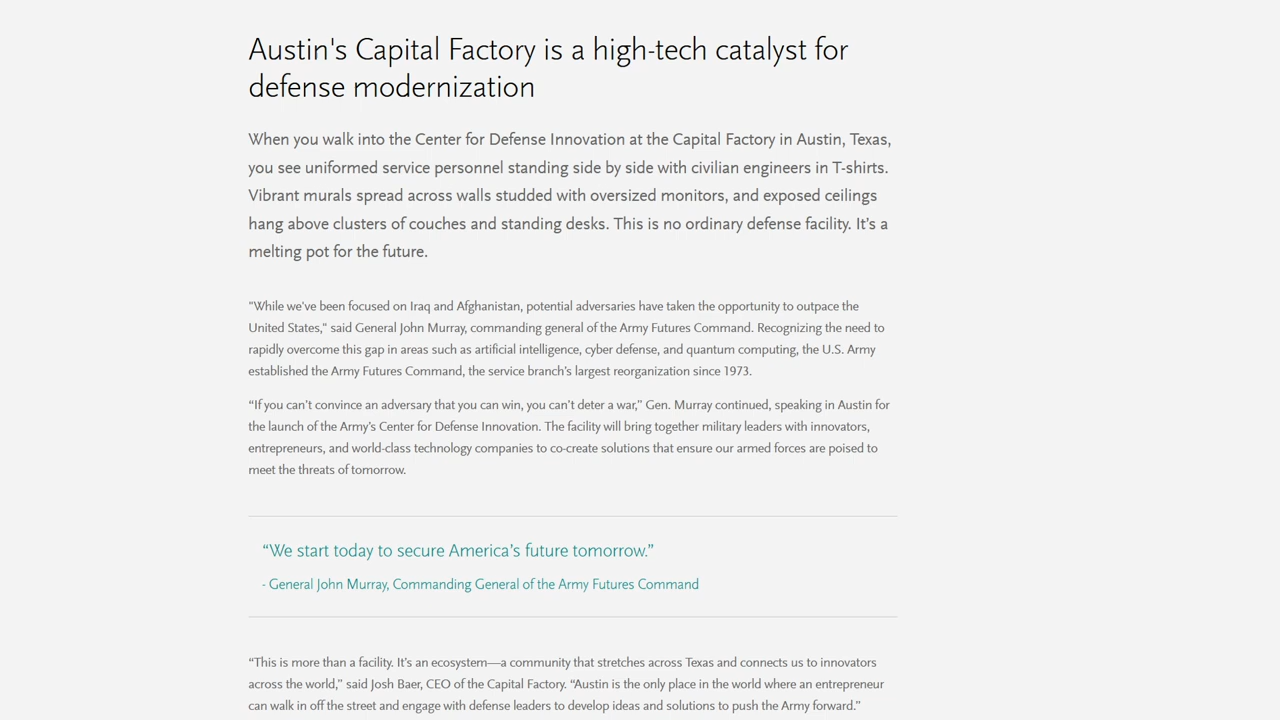 Austin's Capital Factory is a high-tech catalyst for
defense modernization
When you walk into the Center for Defense Innovation at the Capital Factory in Austin, Texas,
you see uniformed service personnel standing side by side with civilian engineers in T-shirts.
Vibrant murals spread across walls studded with oversized monitors, and exposed ceilings
hang above clusters of couches and standing desks. This is no ordinary defense facility. It’s a
melting pot for the future.
"While we've been focused on Iraq and Afghanistan, potential adversaries have taken the opportunity to outpace the
United States," said General John Murray, commanding general of the Army Futures Command. Recognizing the need to
rapidly overcome this gap in areas such as artificial intelligence, cyber defense, and quantum computing, the U.S. Army
established the Army Futures Command, the service branch’s largest reorganization since 1973.
“If you can’t convince an adversary that you can win, you can’t deter a war,” Gen. Murray continued, speaking in Austin for
the launch of the Army’s Center for Defense Innovation. The facility will bring together military leaders with innovators,
entrepreneurs, and world-class technology companies to co-create solutions that ensure our armed forces are poised to
meet the threats of tomorrow.
“We start today to secure America’s future tomorrow.”
- General John Murray, Commanding General of the Army Futures Command
“This is more than a facility. It’s an ecosystem—a community that stretches across Texas and connects us to innovators
across the world,” said Josh Baer, CEO of the Capital Factory. “Austin is the only place in the world where an entrepreneur
can walk in off the street and engage with defense leaders to develop ideas and solutions to push the Army forward.”